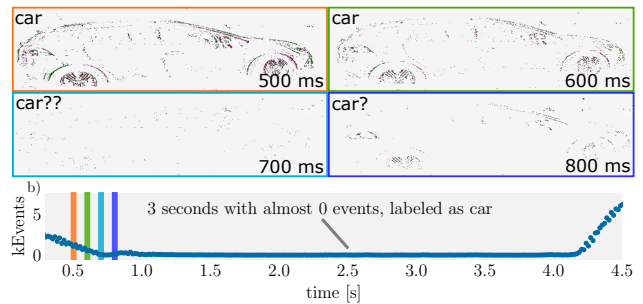 car
500 ms
car
600 ms
car??
700 ms
car?
800 ms
b)
kEvents
5
0
3 seconds with almost 0 events, labeled as car
0.5 1.0 1.5 2.0 2.5 3.0 3.5 4.0 4.5
time [s]